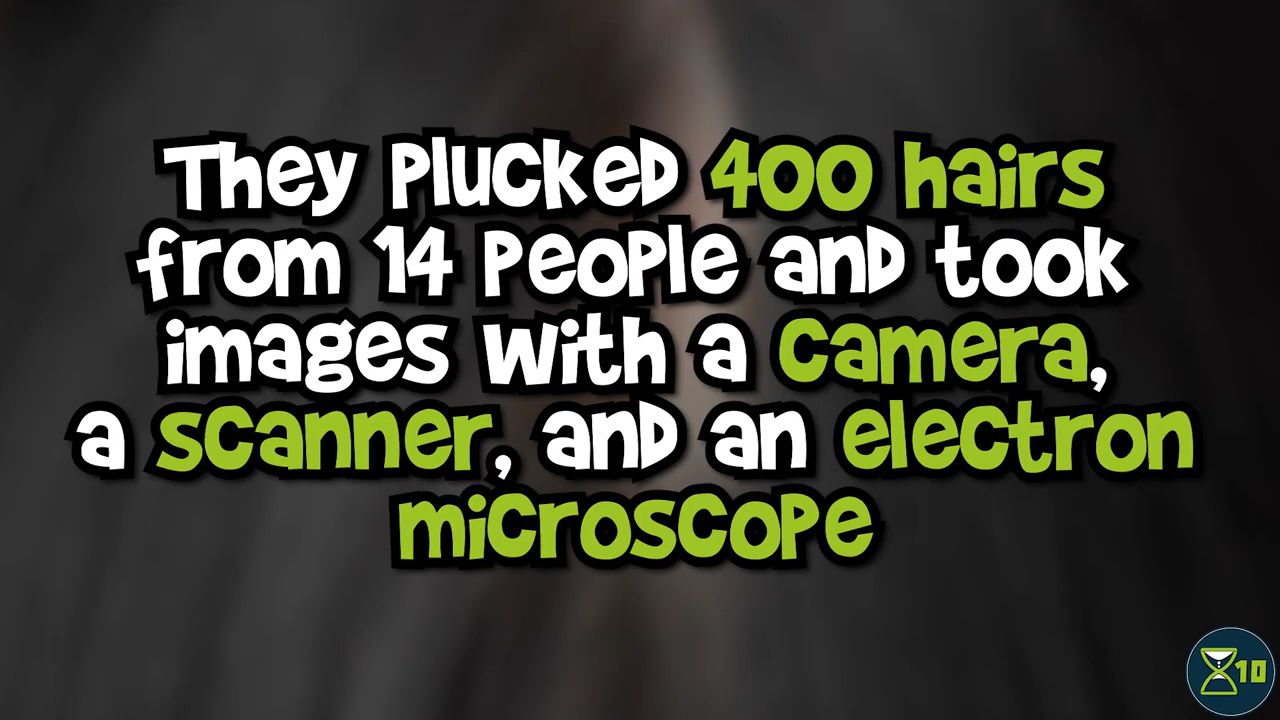 They plucked 400 hairs
from 14 people and took
images with a camera,
a scanner, and an electron
microscope
10